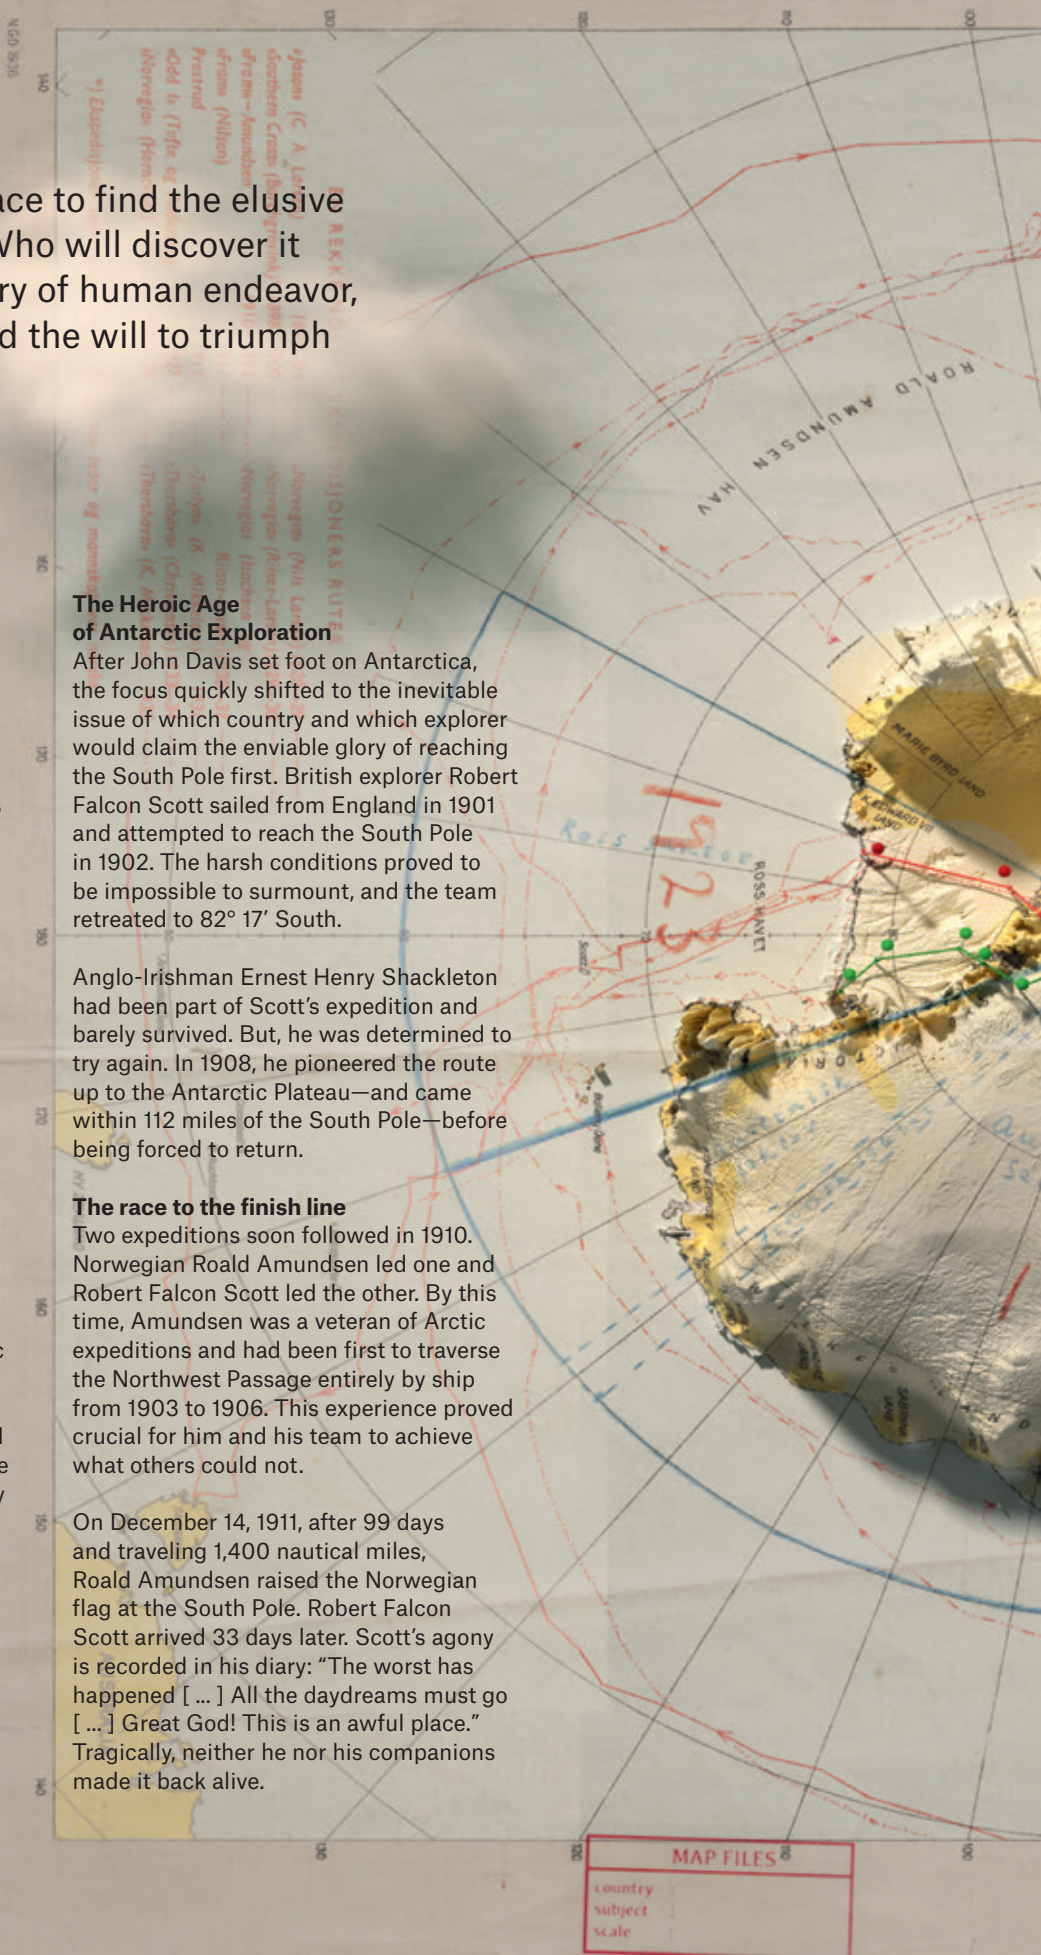 ace to find the elusive
Who will discover it
ry of human endeavor,
d the will to triumph
The Heroic Age
of Antarctic Exploration
After John Davis set foot on Antarctica,
the focus quickly shifted to the inevitable
issue of which country and which explorer
would claim the enviable glory of reaching
the South Pole first. British explorer Robert
Falcon Scott sailed from England in 1901
and attempted to reach the South Pole
in 1902. The harsh conditions proved to
be impossible to surmount, and the team
retreated to 82° 17′ South.
Anglo-Irishman Ernest Henry Shackleton
had been part of Scott’s expedition and
barely survived. But, he was determined to
try again. In 1908, he pioneered the route
up to the Antarctic Plateau—and came
within 112 miles of the South Pole—before
being forced to return.
The race to the finish line
Two expeditions soon followed in 1910.
Norwegian Roald Amundsen led one and
Robert Falcon Scott led the other. By this
time, Amundsen was a veteran of Arctic
expeditions and had been first to traverse
the Northwest Passage entirely by ship
from 1903 to 1906. This experience proved
crucial for him and his team to achieve
what others could not.
On December 14, 1911, after 99 days
and traveling 1,400 nautical miles,
Roald Amundsen raised the Norwegian
flag at the South Pole. Robert Falcon
Scott arrived 33 days later. Scott’s agony
is recorded in his diary: “The worst has
happened [ ... ] All the daydreams must go
[ ... ] Great God! This is an awful place.”
Tragically, neither he nor his companions
made it back alive.
ROALD AMUNDSEN HAV
MARIE BYRD LAND
K. EDWARD VII
LAND
ROSS HAVET
Ross Sector
1923
MAP FILES
country :
subject :
scale :